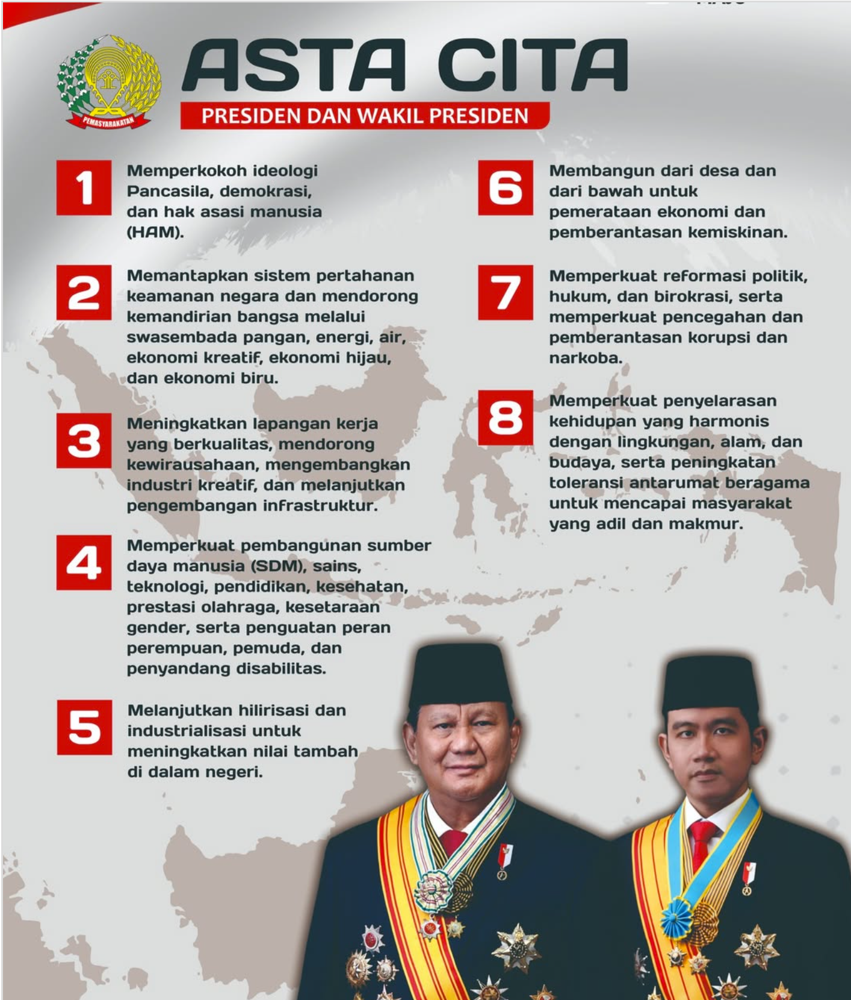 ASTA CITA
PRESIDEN DAN WAKIL PRESIDEN
PEMASYARAKATAN
1
Memperkokoh ideologi
Pancasila, demokrasi,
dan hak asasi manusia
(HAM).
2
Memantapkan sistem pertahanan
keamanan negara dan mendorong
kemandirian bangsa melalui
swasembada pangan, energi, air,
ekonomi kreatif, ekonomi hijau,
dan ekonomi biru.
3
Meningkatkan lapangan kerja
yang berkualitas, mendorong
kewirausahaan, mengembangkan
industri kreatif, dan melanjutkan
pengembangan infrastruktur.
4
Memperkuat pembangunan sumber
daya manusia (SDM), sains,
teknologi, pendidikan, kesehatan,
prestasi olahraga, kesetaraan
gender, serta penguatan peran
perempuan, pemuda, dan
penyandang disabilitas.
5
Melanjutkan hilirisasi dan
industrialisasi untuk
meningkatkan nilai tambah
di dalam negeri.
6
Membangun dari desa dan
dari bawah untuk
pemerataan ekonomi dan
pemberantasan kemiskinan.
7
Memperkuat reformasi politik,
hukum, dan birokrasi, serta
memperkuat pencegahan dan
pemberantasan korupsi dan
narkoba.
8
Memperkuat penyelarasan
kehidupan yang harmonis
dengan lingkungan, alam, dan
budaya, serta peningkatan
toleransi antarumat beragama
untuk mencapai masyarakat
yang adil dan makmur.